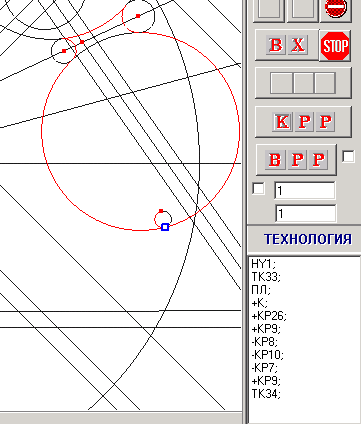 В Х STOP
К Р Р
В Р Р
1
1
ТЕХНОЛОГИЯ
НУ1;
ТК33;
ПЛ;
+К;
+КР26;
+КР9;
-КР8;
-КР10;
-КР7;
+КР9;
ТК34;